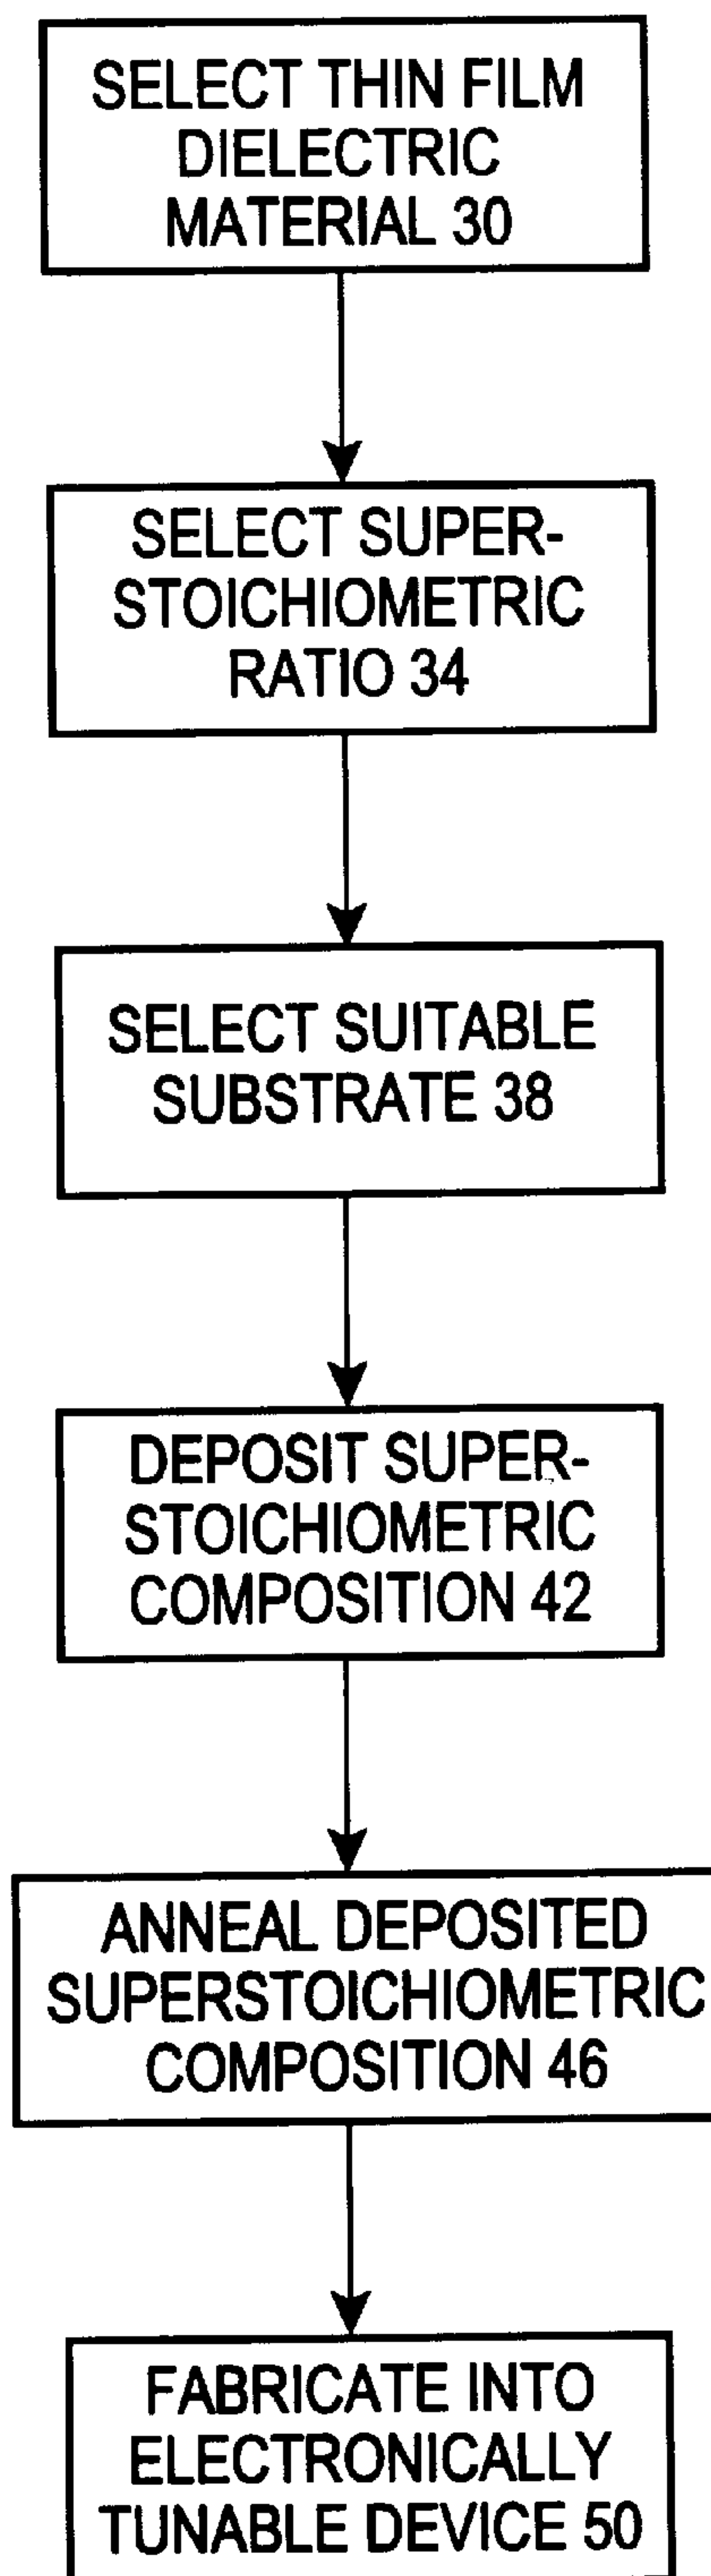 SELECT THIN FILM
DIELECTRIC
MATERIAL 30
SELECT SUPER-
STOICHIOMETRIC
RATIO 34
SELECT SUITABLE
SUBSTRATE 38
DEPOSIT SUPER-
STOICHIOMETRIC
COMPOSITION 42
ANNEAL DEPOSITED
SUPERSTOICHIOMETRIC
COMPOSITION 46
FABRICATE INTO
ELECTRONICALLY
TUNABLE DEVICE 50